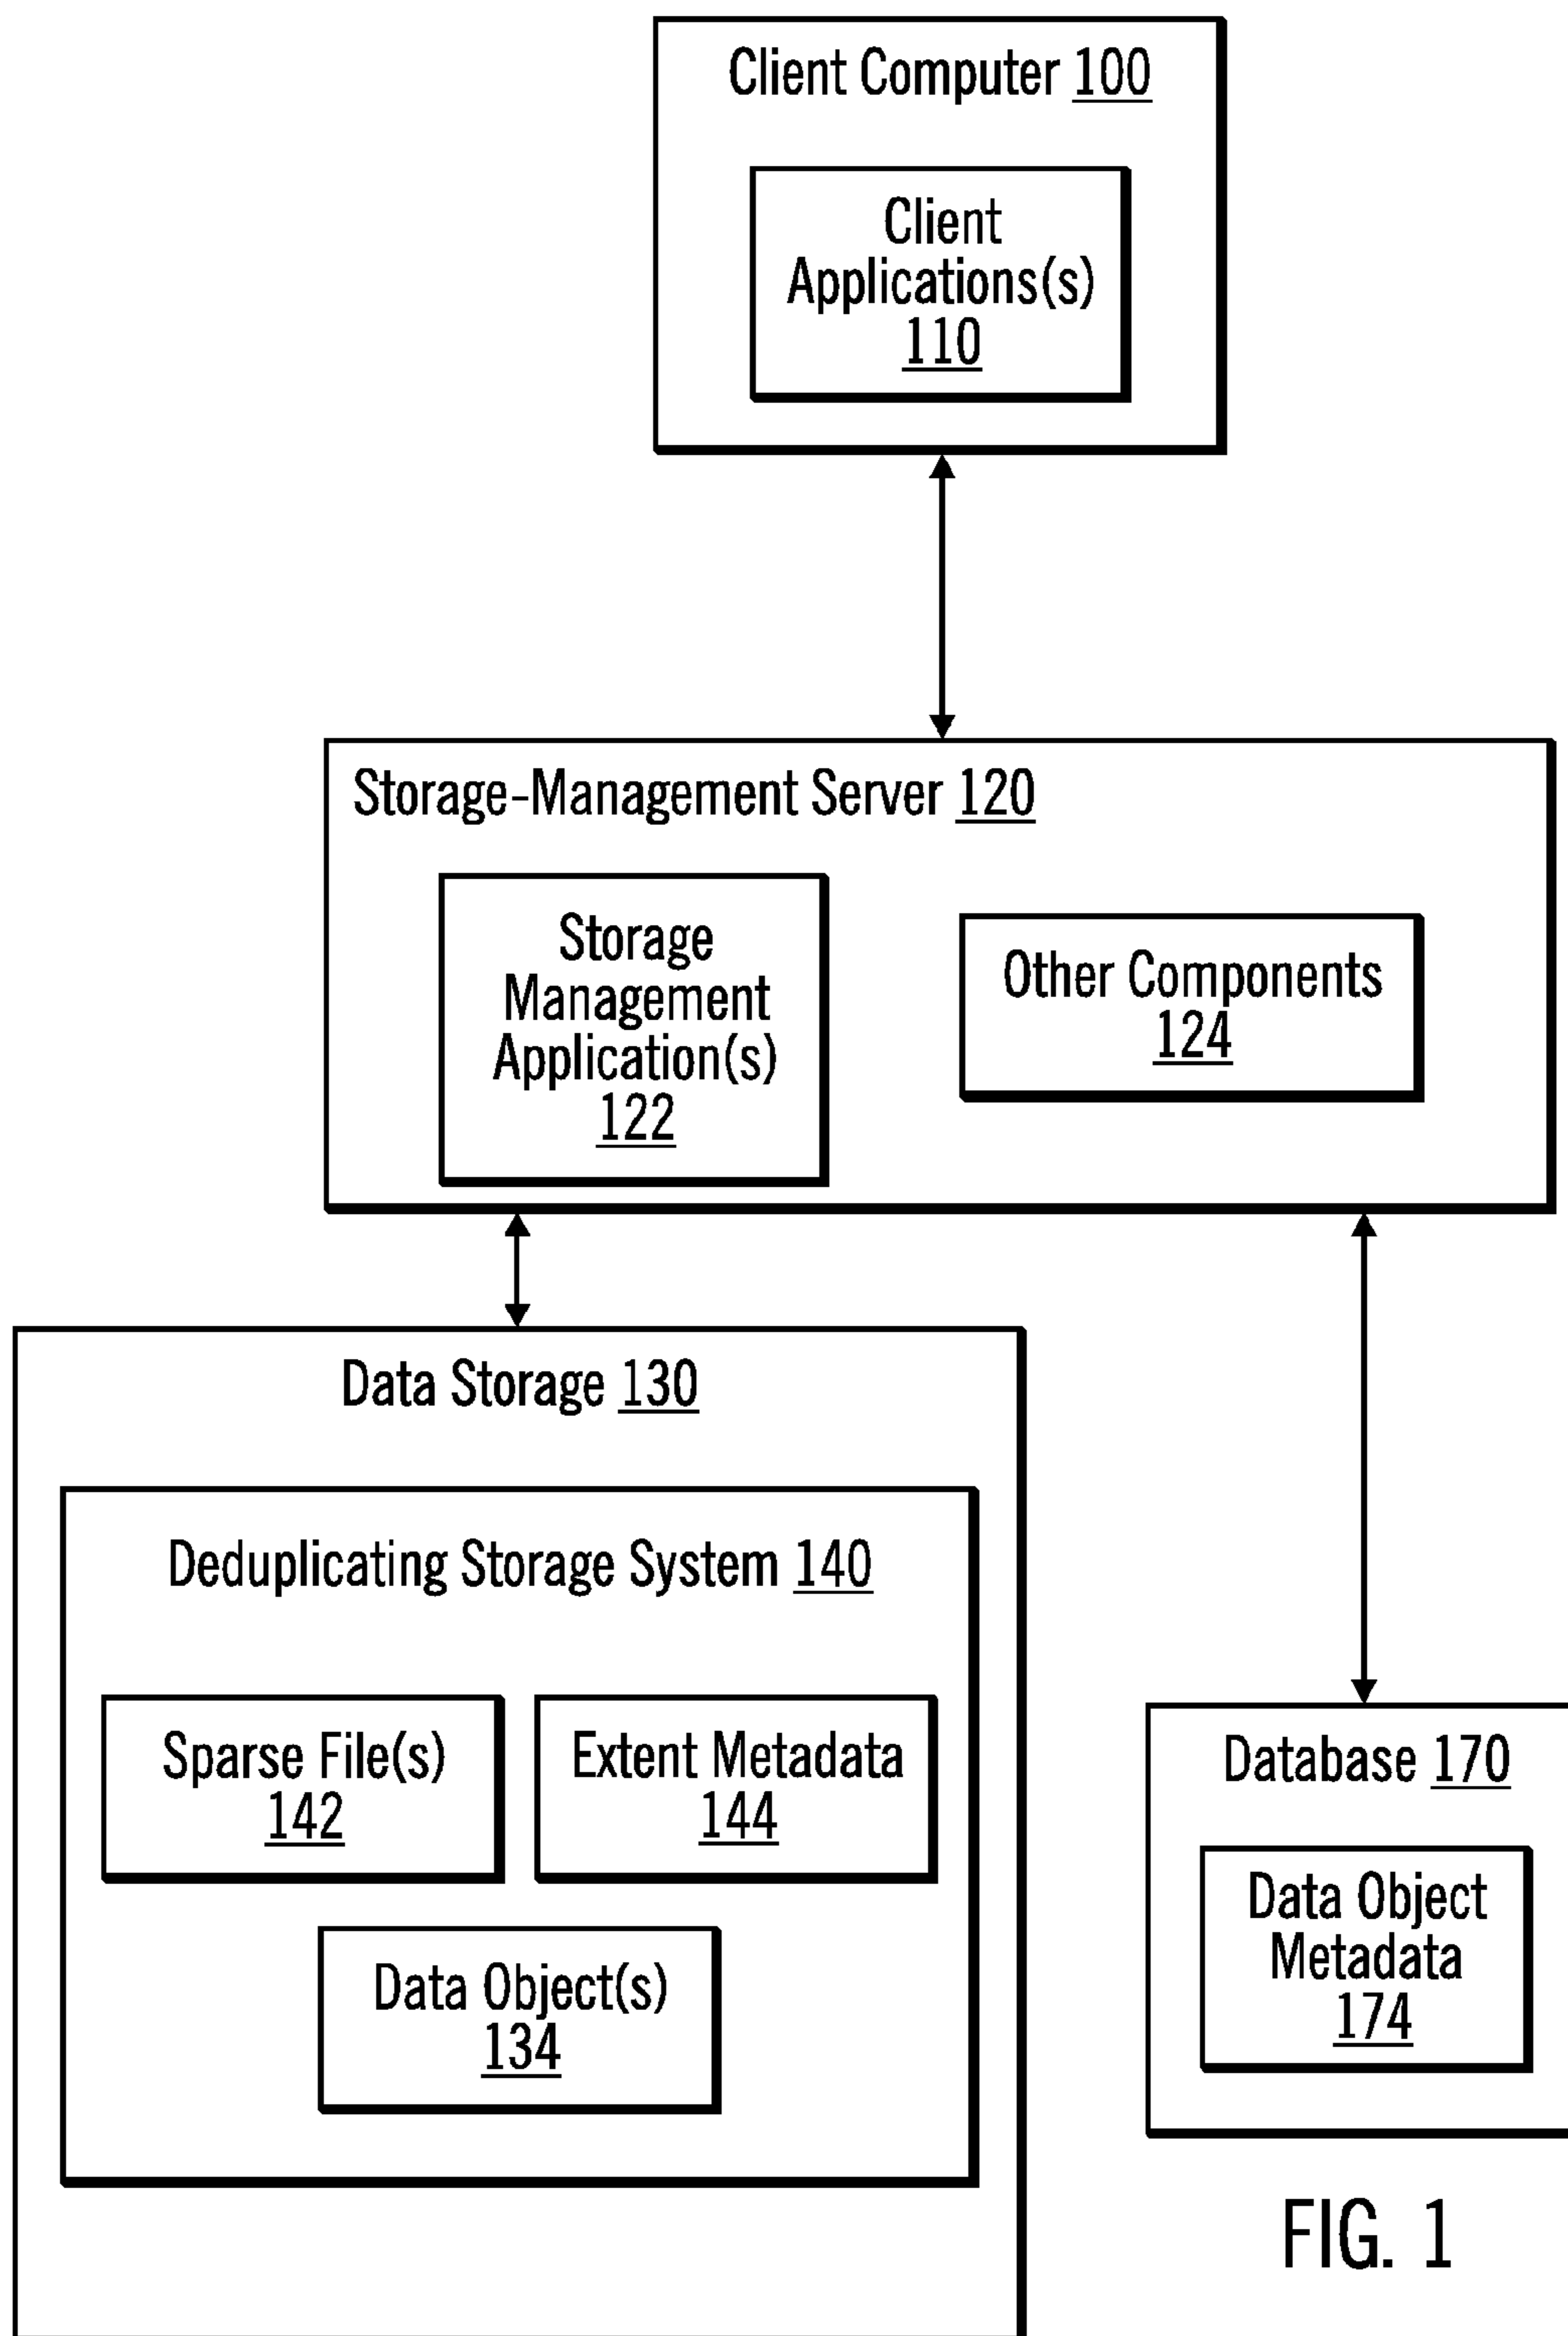 Client Computer 100
Client
Applications(s)
110
Storage-Management Server 120
Storage
Management
Application(s)
122
Other Components
124
Data Storage 130
Deduplicating Storage System 140
Sparse File(s)
142
Extent Metadata
144
Data Object(s)
134
Database 170
Data Object
Metadata
174
FIG. 1